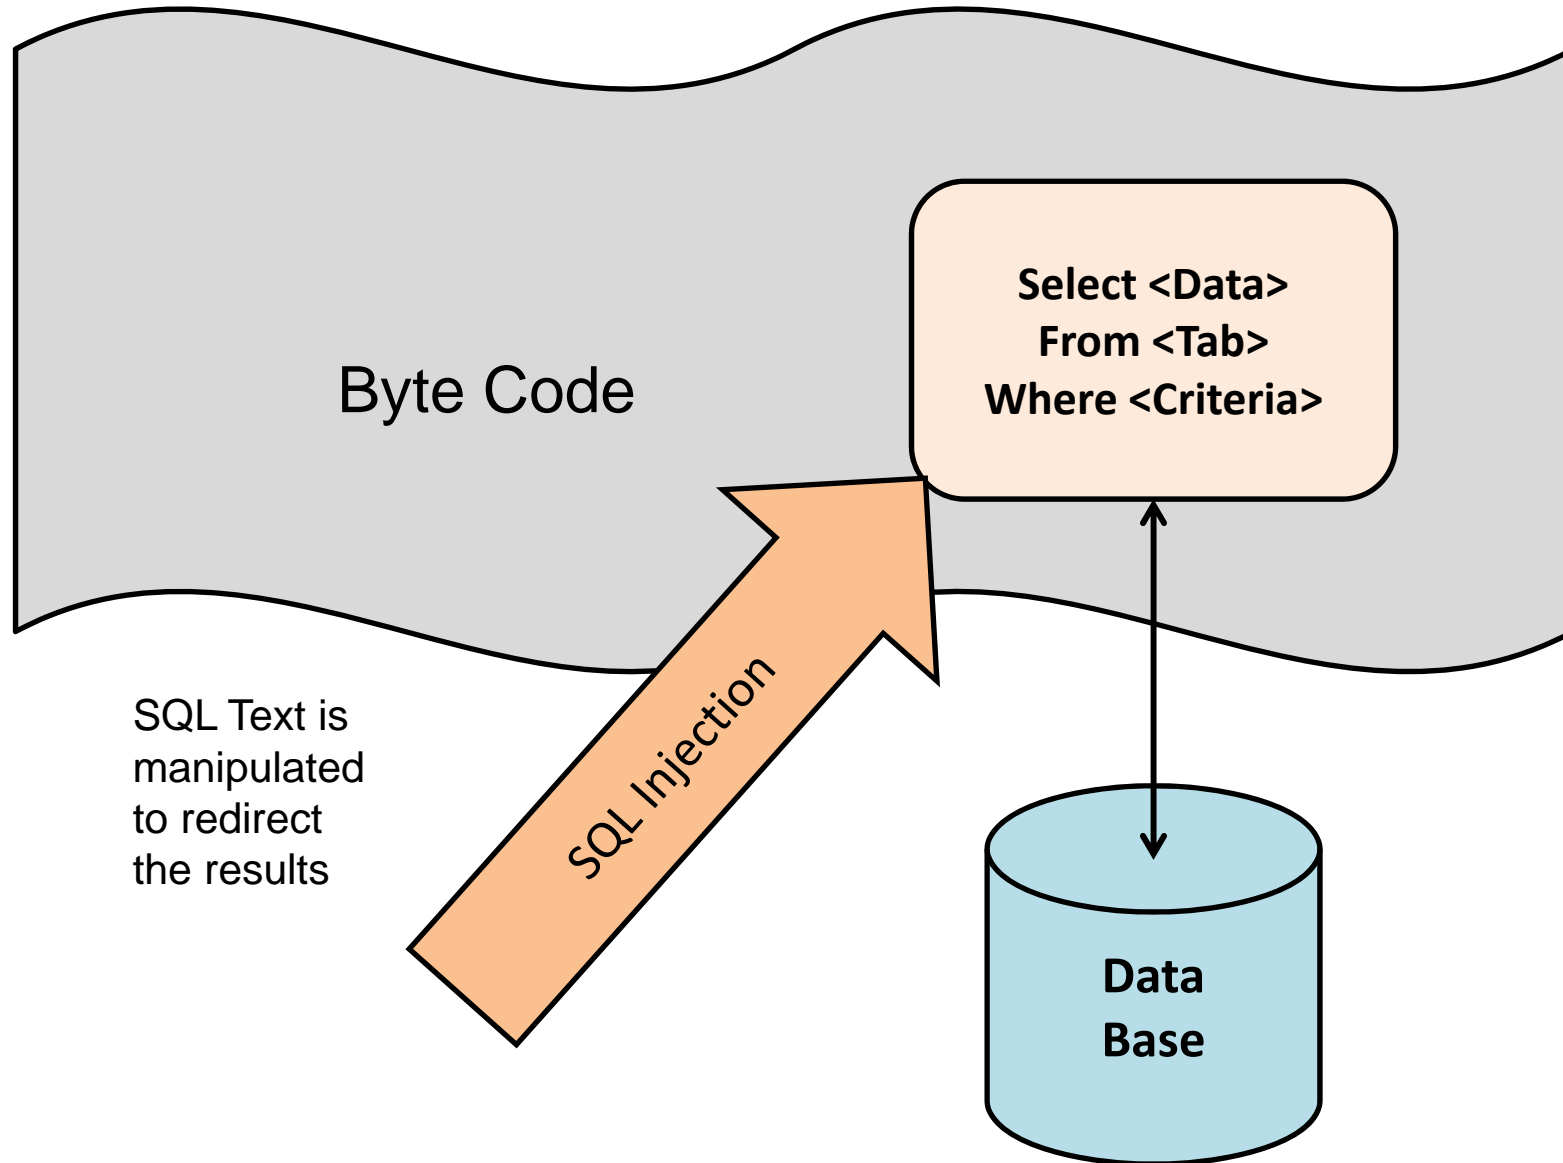 Select <Data>
From <Tab>
Where <Criteria>
Byte Code
SQL Injection
SQL Text is
manipulated
to redirect
the results
Data
Base